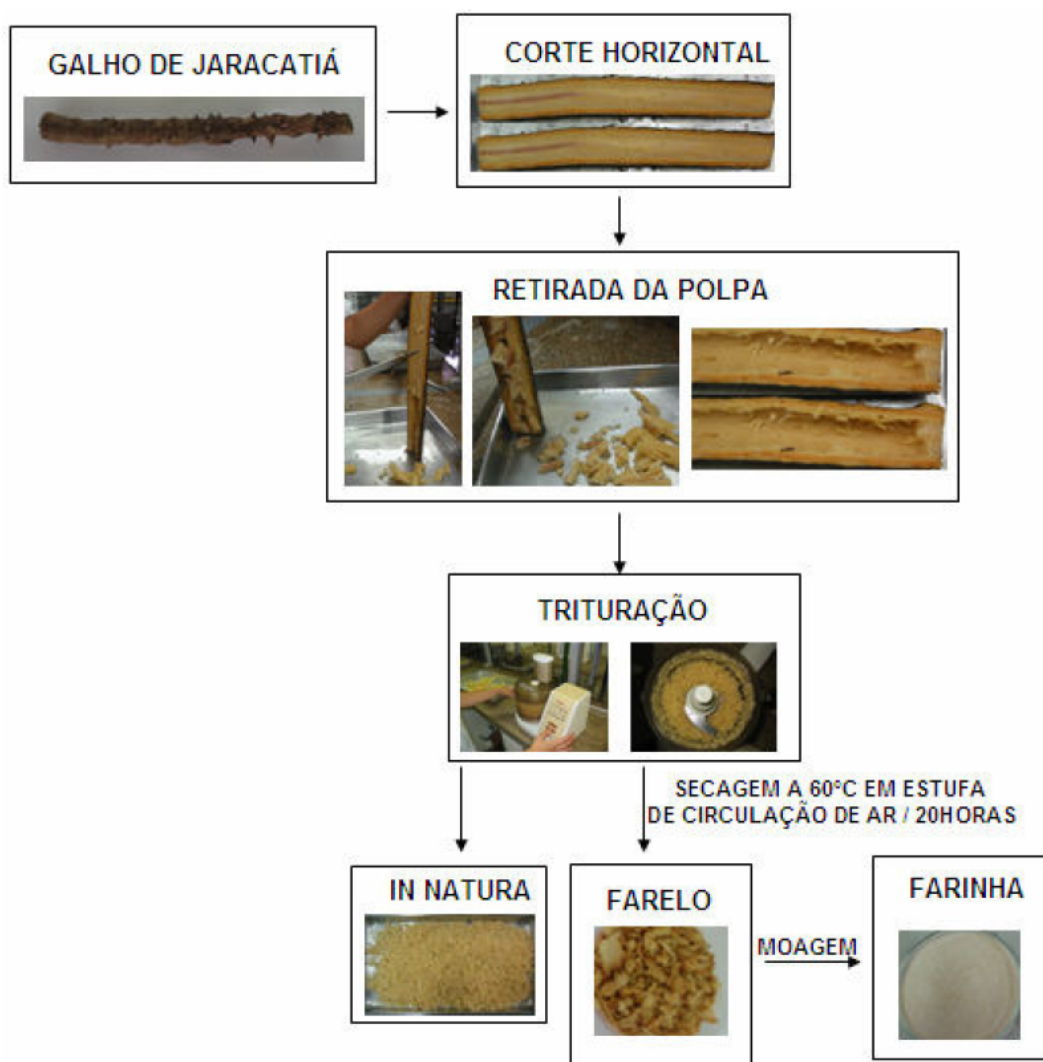 GALHO DE JARACATIÁ
CORTE HORIZONTAL
RETIRADA DA POLPA
TRITURAÇÃO
SECAGEM A 60°C EM ESTUFA
DE CIRCULAÇÃO DE AR / 20HORAS
IN NATURA
FARELO
MOAGEM
FARINHA